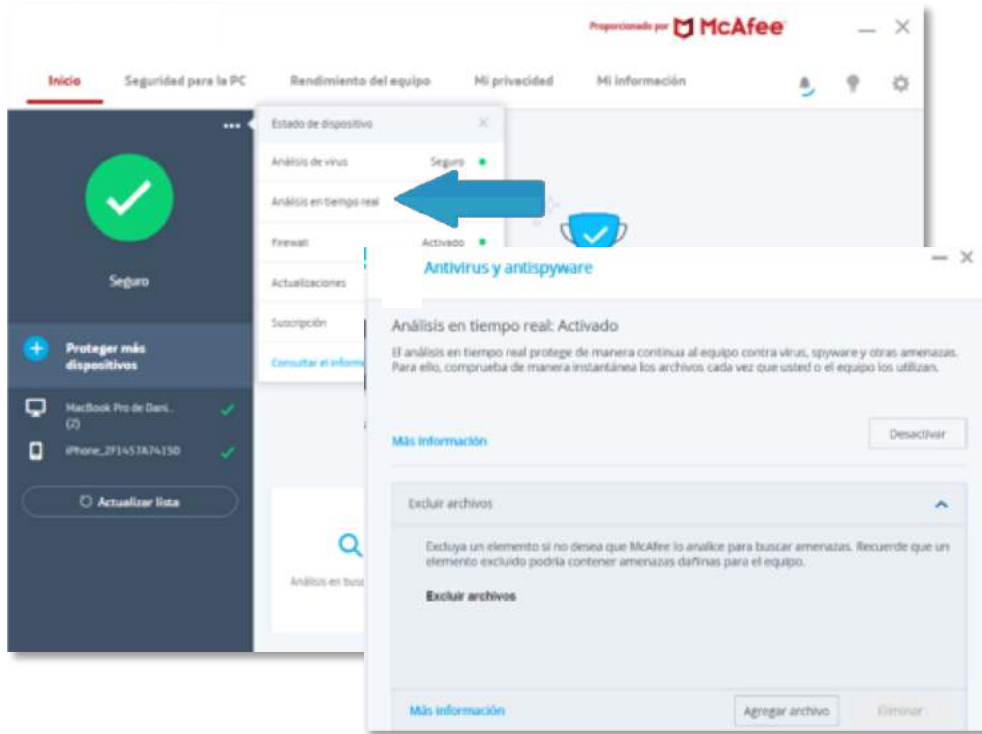 Proporcionado por McAfee
Inicio Seguridad para la PC Rendimiento del equipo Mi privacidad Mi información
Estado de dispositivo
Análisis de virus Seguro
Análisis en tiempo real
Firewall Activado
Actualizaciones
Suscripción
Consultar el informe
Seguro
Proteger más
dispositivos
MacBook Pro de Dani..
(2)
iPhone_2F1457A74150
Actualizar lista
Análisis en busc
Antivirus y antispyware
Análisis en tiempo real: Activado
El análisis en tiempo real protege de manera continua al equipo contra virus, spyware y otras amenazas.
Para ello, comprueba de manera instantánea los archivos cada vez que usted o el equipo los utilizan.
Más información
Desactivar
Excluir archivos
Excluya un elemento si no desea que McAfee lo analice para buscar amenazas. Recuerde que un
elemento excluido podría contener amenazas dañinas para el equipo.
Excluir archivos
Más información Agregar archivo Eliminar